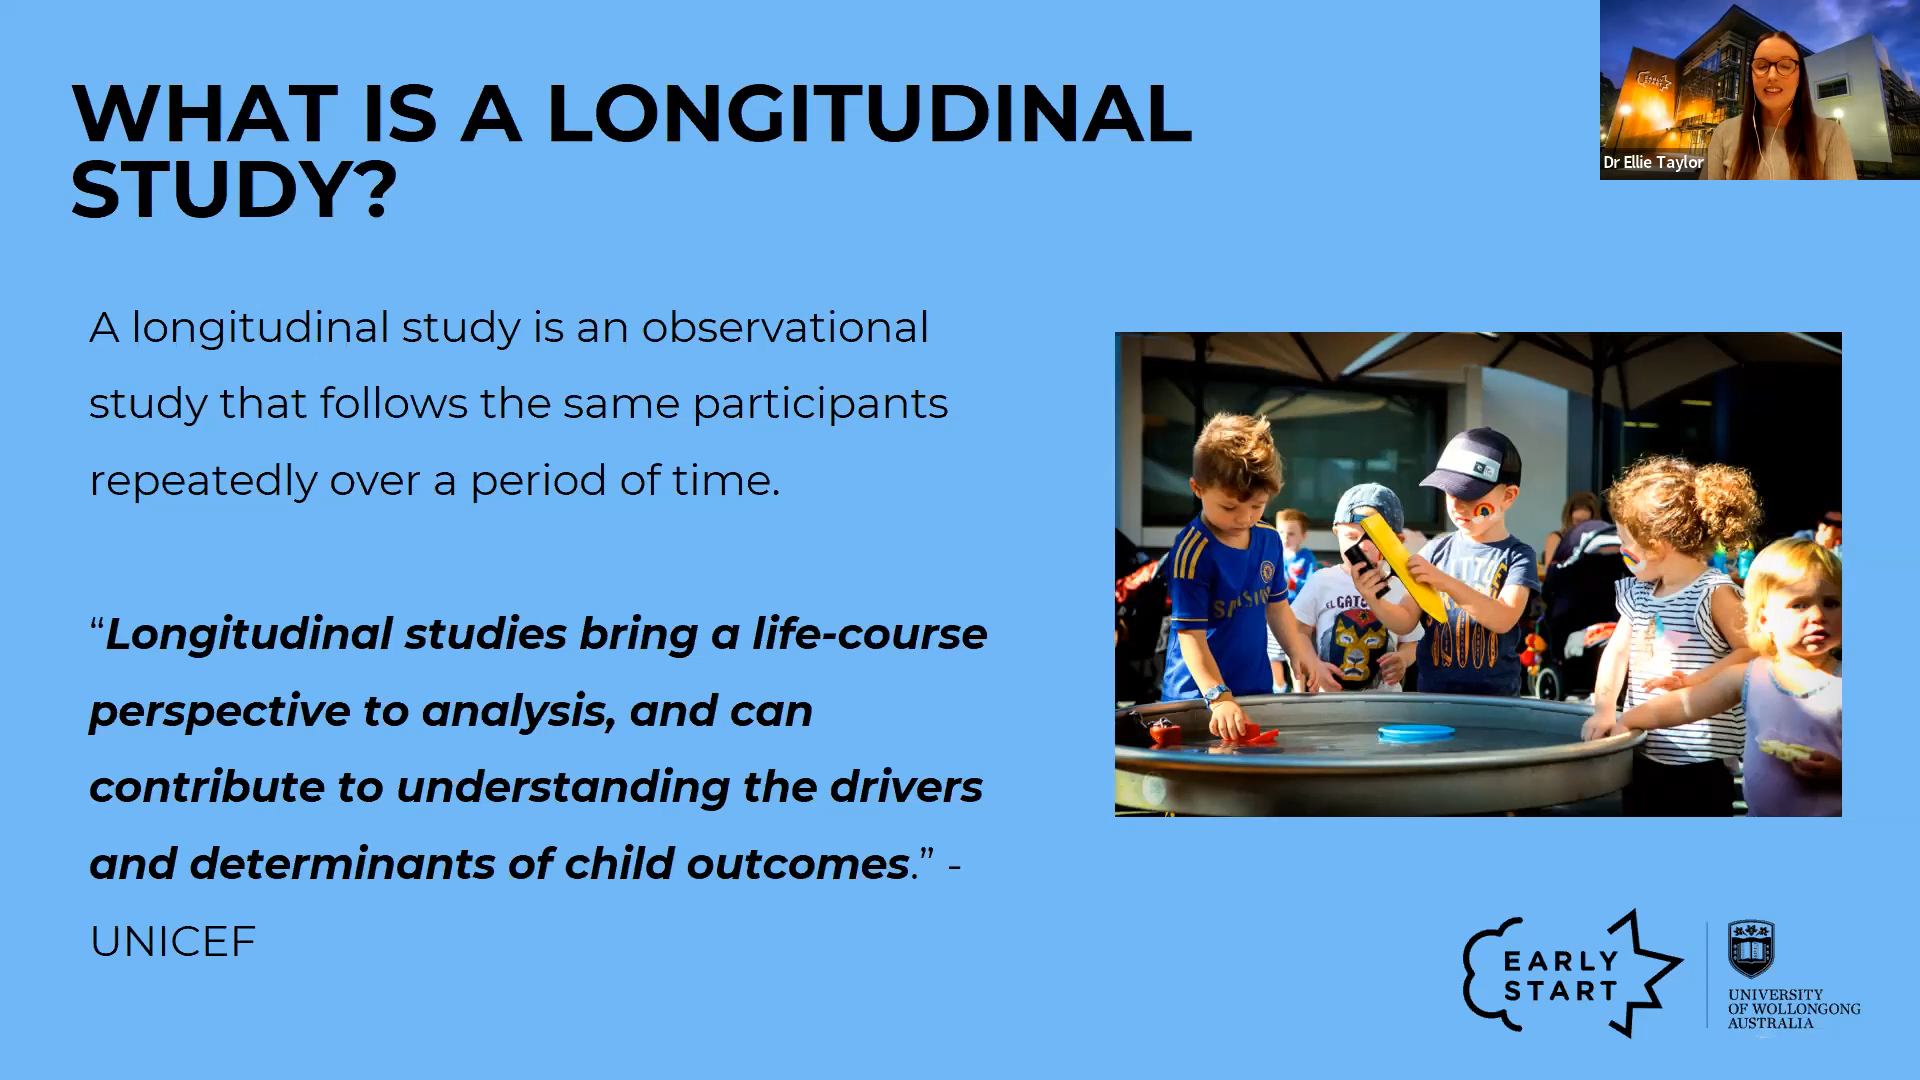 WHAT IS A LONGITUDINAL
STUDY?
Dr Ellie Taylor
A longitudinal study is an observational
study that follows the same participants
repeatedly over a period of time.
“Longitudinal studies bring a life-course
perspective to analysis, and can
contribute to understanding the drivers
and determinants of child outcomes.” -
UNICEF
EL GATO
EARLY
START
UNIVERSITY
OF WOLLONGONG
AUSTRALIA